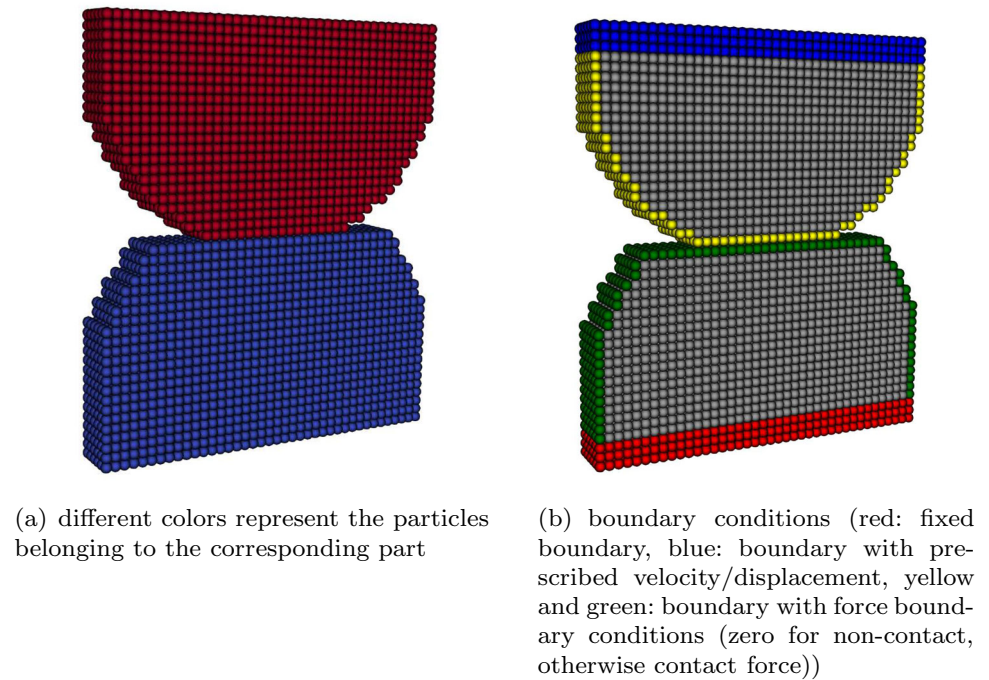 (a) different colors represent the particles
belonging to the corresponding part
(b) boundary conditions (red: fixed
boundary, blue: boundary with pre-
scribed velocity/displacement, yellow
and green: boundary with force bound-
ary conditions (zero for non-contact,
otherwise contact force))